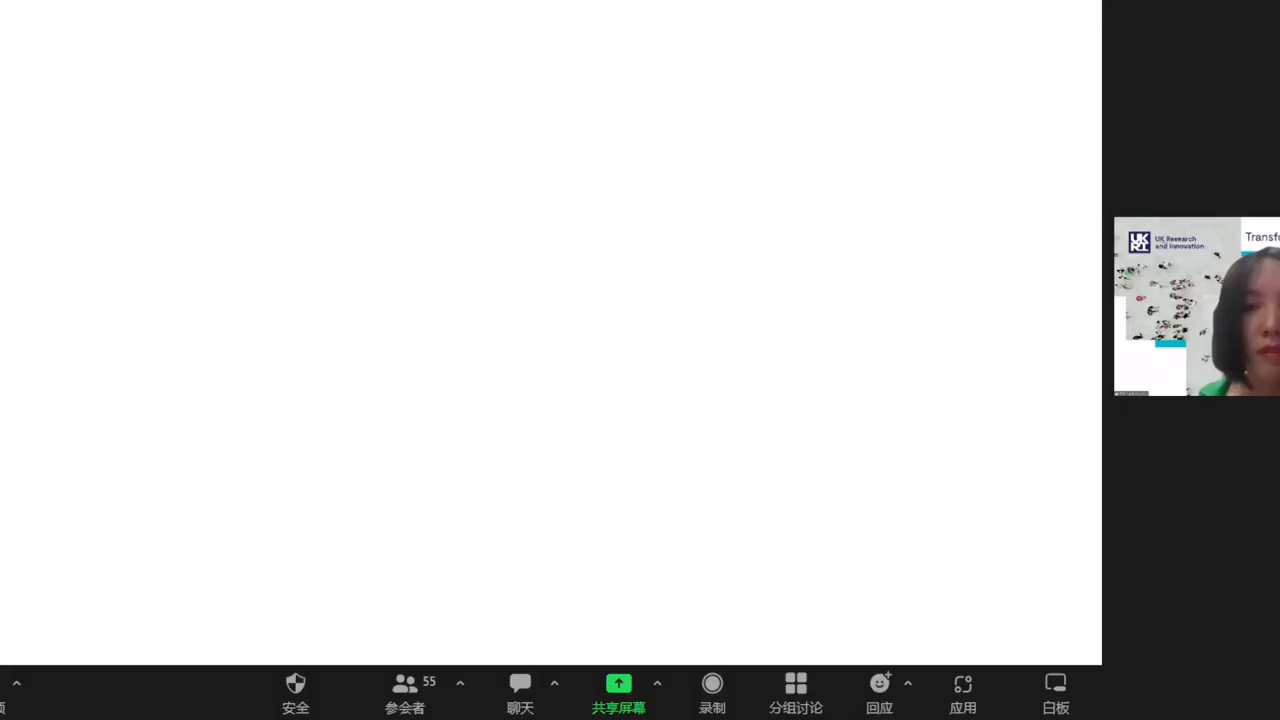 UK
RI
UK Research
and Innovation
Transfo
55
安全
参会者
聊天
共享屏幕
录制
分组讨论
回应
应用
白板